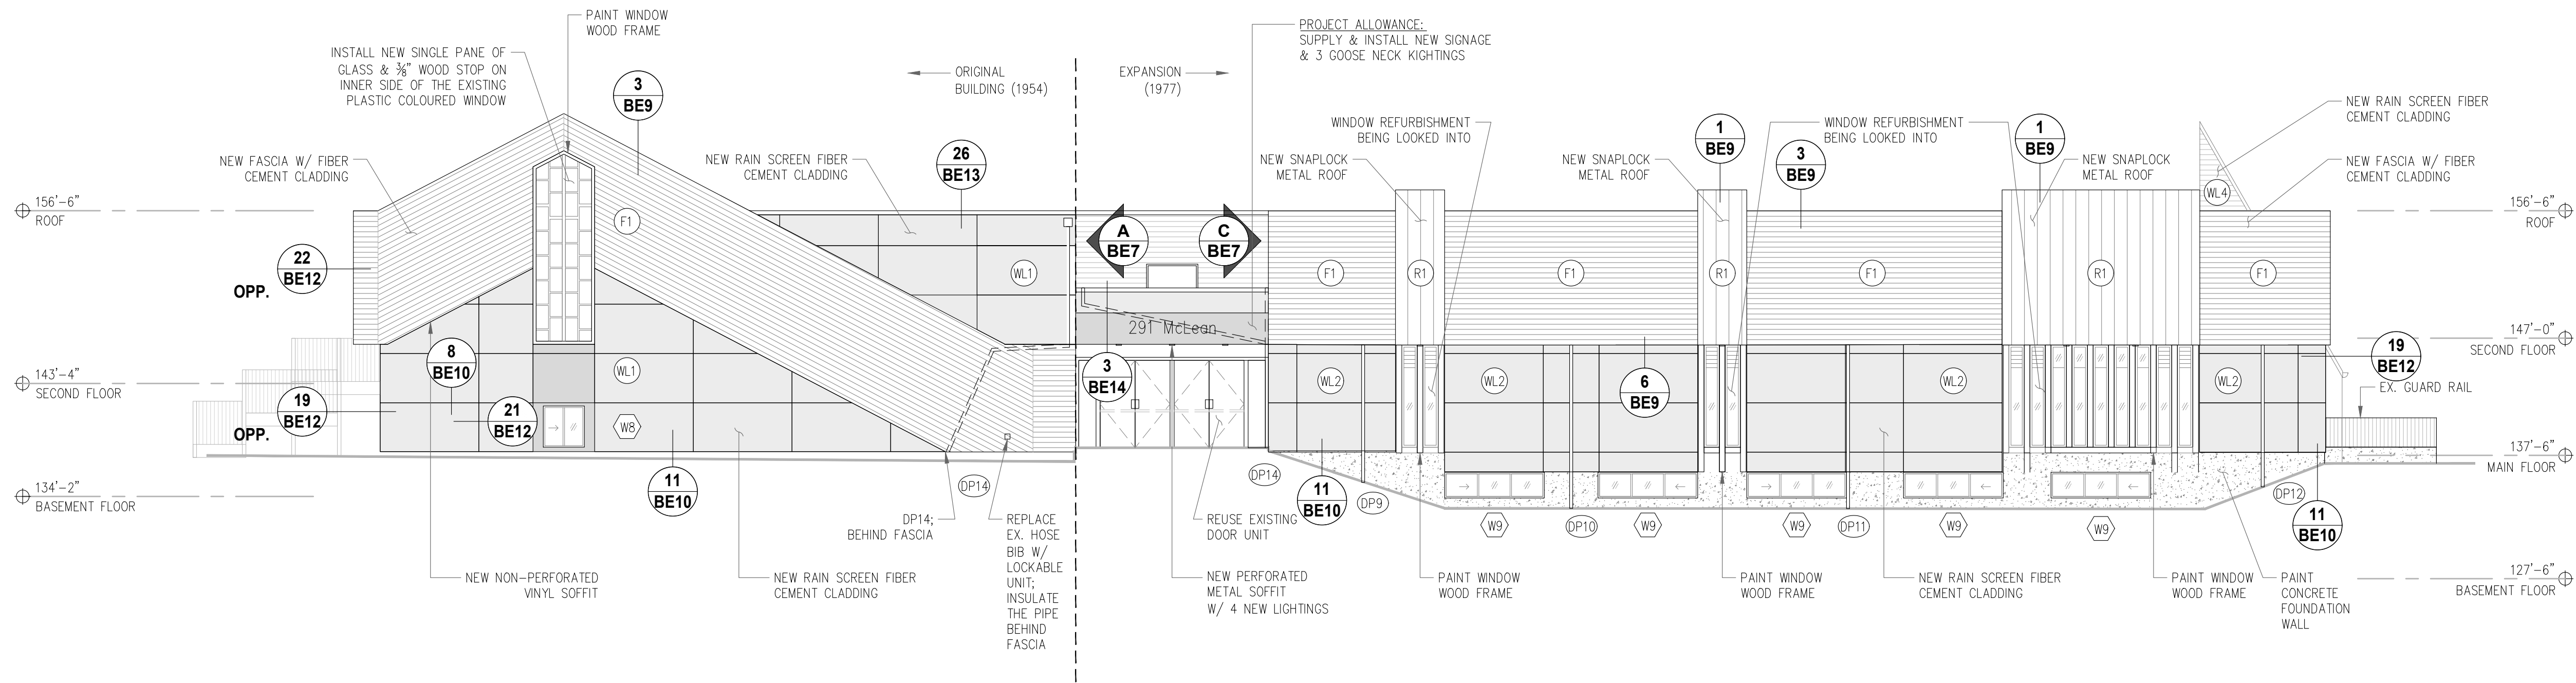 PAINT WINDOW
WOOD FRAME
INSTALL NEW SINGLE PANE OF
GLASS & ⅜" WOOD STOP ON
INNER SIDE OF THE EXISTING
PLASTIC COLOURED WINDOW
3
BE9
ORIGINAL
BUILDING (1954)
EXPANSION
(1977)
PROJECT ALLOWANCE:
SUPPLY & INSTALL NEW SIGNAGE
& 3 GOOSE NECK KIGHTINGS
NEW FASCIA W/ FIBER
CEMENT CLADDING
NEW RAIN SCREEN FIBER
CEMENT CLADDING
26
BE13
WINDOW REFURBISHMENT
BEING LOOKED INTO
NEW SNAPLOCK
METAL ROOF
NEW SNAPLOCK
METAL ROOF
1
BE9
3
BE9
WINDOW REFURBISHMENT
BEING LOOKED INTO
1
BE9
NEW SNAPLOCK
METAL ROOF
NEW RAIN SCREEN FIBER
CEMENT CLADDING
NEW FASCIA W/ FIBER
CEMENT CLADDING
WL4
156'-6"
ROOF
156'-6"
ROOF
F1
A
BE7
C
BE7
22
BE12
OPP.
WL1
F1
R1
F1
R1
F1
R1
F1
291 McLean
147'-0"
SECOND FLOOR
143'-4"
SECOND FLOOR
8
BE10
WL1
3
BE14
WL2
WL2
6
BE9
WL2
WL2
19
BE12
EX. GUARD RAIL
19
BE12
OPP.
21
BE12
W8
137'-6"
MAIN FLOOR
134'-2"
BASEMENT FLOOR
11
BE10
DP14
DP14
11
BE10
DP9
W9
DP10
W9
W9
DP11
W9
W9
DP12
11
BE10
DP14;
BEHIND FASCIA
REPLACE
EX. HOSE
BIB W/
LOCKABLE
UNIT;
INSULATE
THE PIPE
BEHIND
FASCIA
REUSE EXISTING
DOOR UNIT
NEW NON-PERFORATED
VINYL SOFFIT
NEW RAIN SCREEN FIBER
CEMENT CLADDING
NEW PERFORATED
METAL SOFFIT
W/ 4 NEW LIGHTINGS
PAINT WINDOW
WOOD FRAME
PAINT WINDOW
WOOD FRAME
NEW RAIN SCREEN FIBER
CEMENT CLADDING
PAINT WINDOW
WOOD FRAME
PAINT
CONCRETE
FOUNDATION
WALL
127'-6"
BASEMENT FLOOR